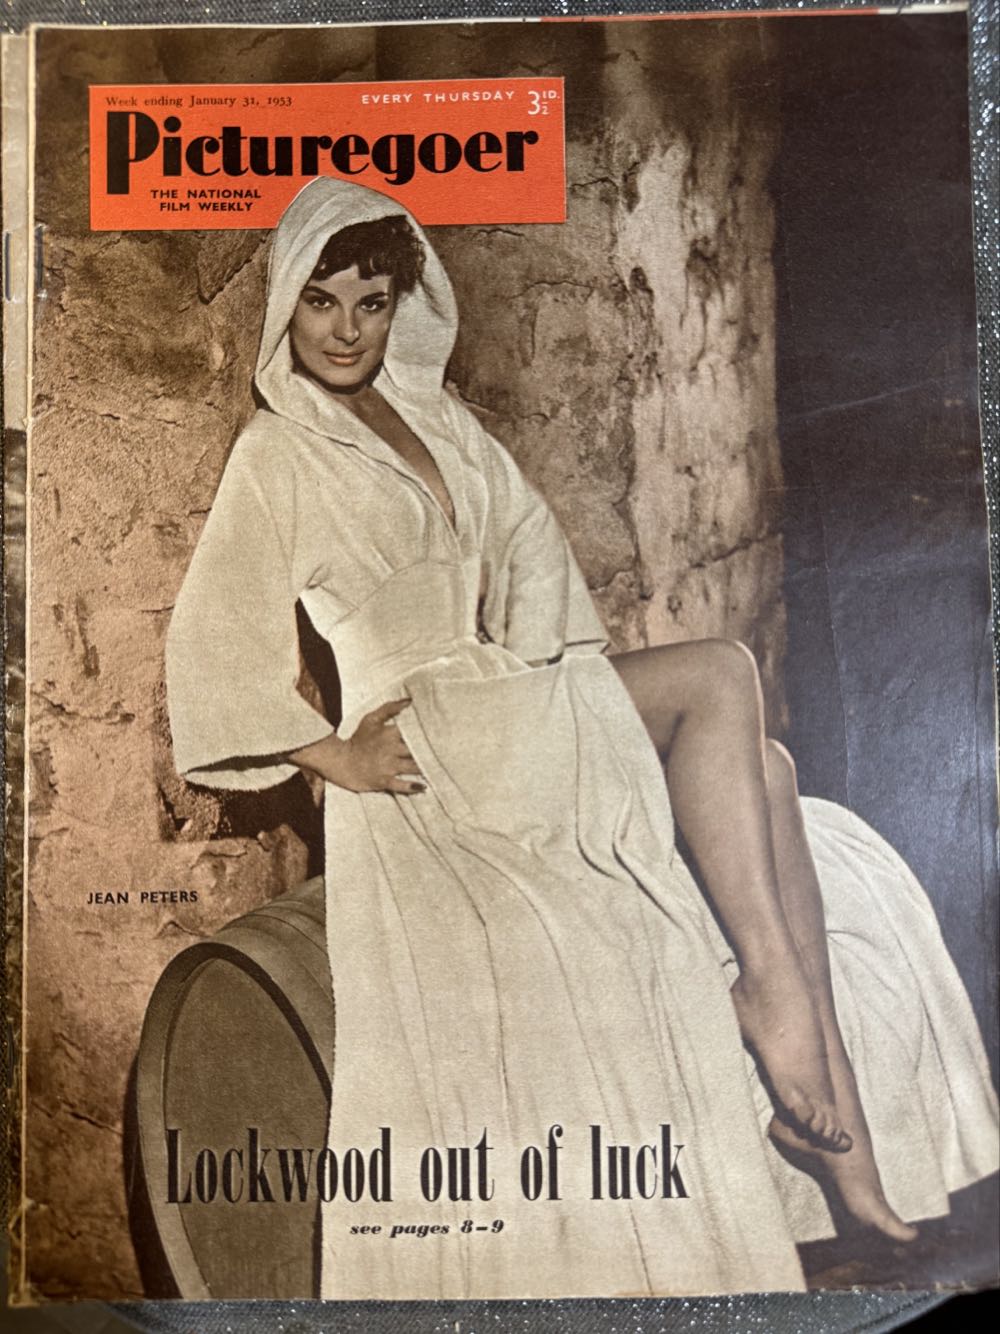 Week ending January 31, 1953
EVERY THURSDAY 3½D.
Picturegoer
THE NATIONAL
FILM WEEKLY
JEAN PETERS
Lockwood out of luck
see pages 8–9